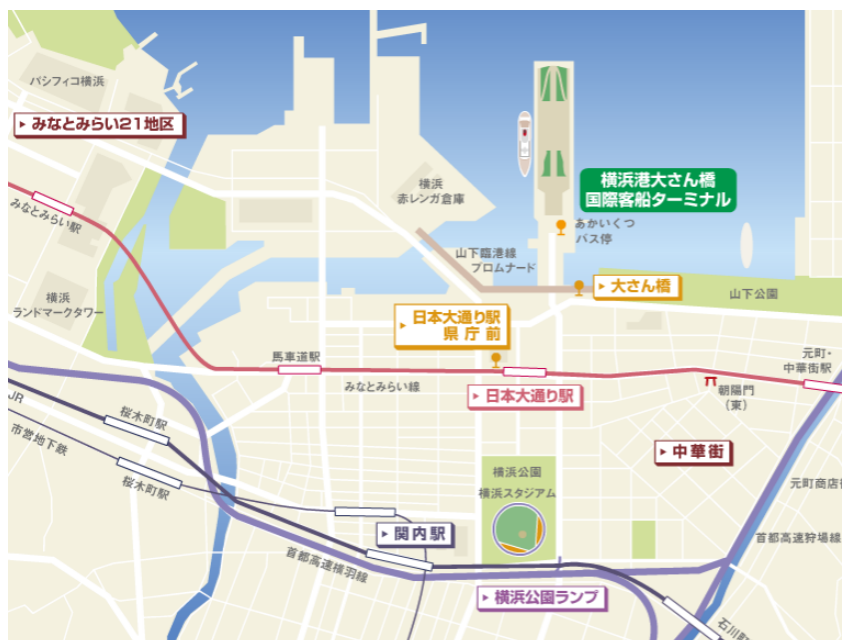 パシフィコ横浜
みなとみらい21地区
みなとみらい駅
横浜
ランドマークタワー
横浜
赤レンガ倉庫
横浜港大さん橋
国際客船ターミナル
あかいくつ
バス停
山下臨港線
プロムナード
大さん橋
山下公園
日本大通り駅
県庁前
馬車道駅
みなとみらい線
日本大通り駅
元町・
中華街駅
朝陽門
(東)
中華街
JR
桜木町駅
市営地下鉄
桜木町駅
横浜公園
横浜スタジアム
元町商店
関内駅
首都高速狩場線
首都高速横羽線
横浜公園ランプ
石川町